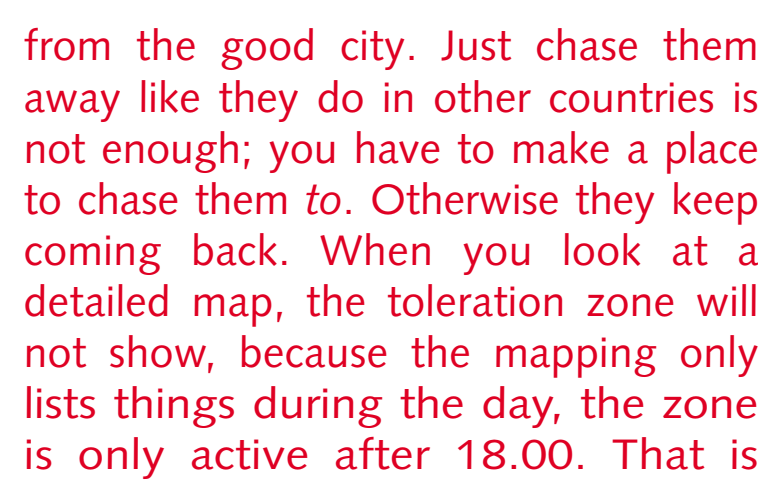 from the good city. Just chase them
away like they do in other countries is
not enough; you have to make a place
to chase them to. Otherwise they keep
coming back. When you look at a
detailed map, the toleration zone will
not show, because the mapping only
lists things during the day, the zone
is only active after 18.00. That is